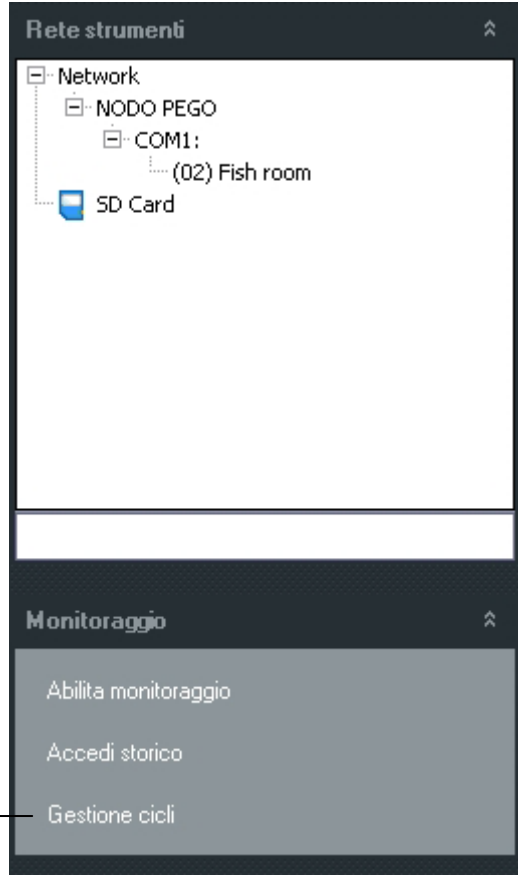 Rete strumenti
Network
NODO PEGO
COM1:
(02) Fish room
SD Card
Monitoraggio
Abilita monitoraggio
Accedi storico
Gestione cicli